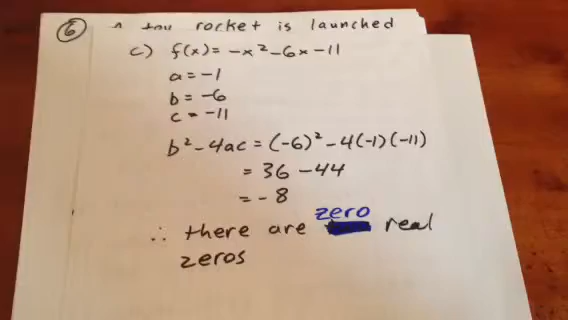 6 A toy rocket is launched
c) f(x) = -x² - 6x - 11
a = -1
b = -6
c = -11
b² - 4ac = (-6)² - 4(-1)(-11)
= 36 - 44
= -8
∴ there are zero real
zeros